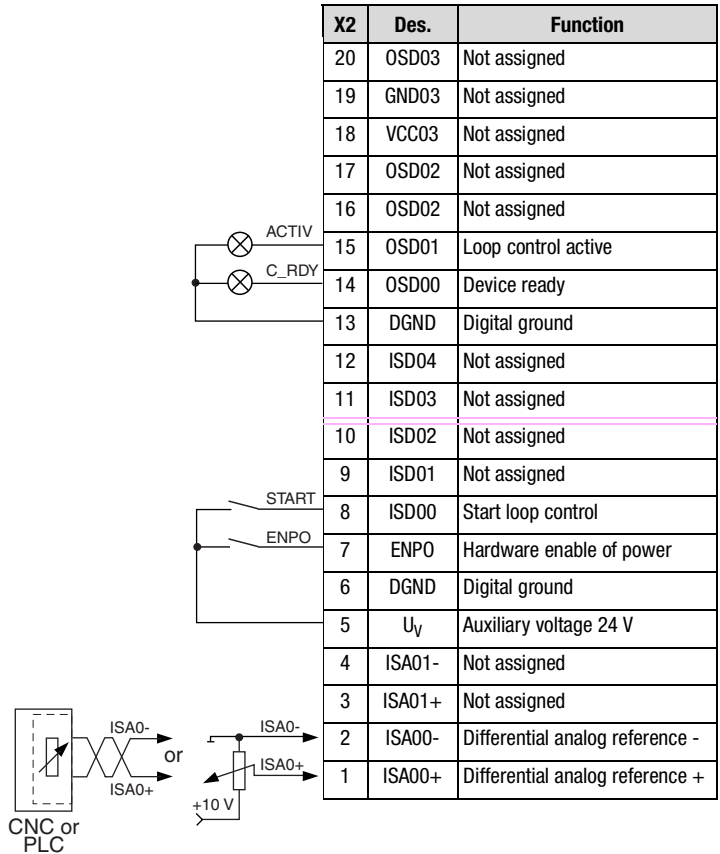 X2 Des. Function
20 OSD03 Not assigned
19 GND03 Not assigned
18 VCC03 Not assigned
17 OSD02 Not assigned
16 OSD02 Not assigned
ACTIV
15 OSD01 Loop control active
C_RDY
14 OSD00 Device ready
13 DGND Digital ground
12 ISD04 Not assigned
11 ISD03 Not assigned
10 ISD02 Not assigned
9 ISD01 Not assigned
START
8 ISD00 Start loop control
ENPO
7 ENPO Hardware enable of power
6 DGND Digital ground
5 UV Auxiliary voltage 24 V
4 ISA01- Not assigned
3 ISA01+ Not assigned
ISA0- or ISA0-
2 ISA00- Differential analog reference -
ISA0+ ISA0+
1 ISA00+ Differential analog reference +
+10 V
CNC or
PLC